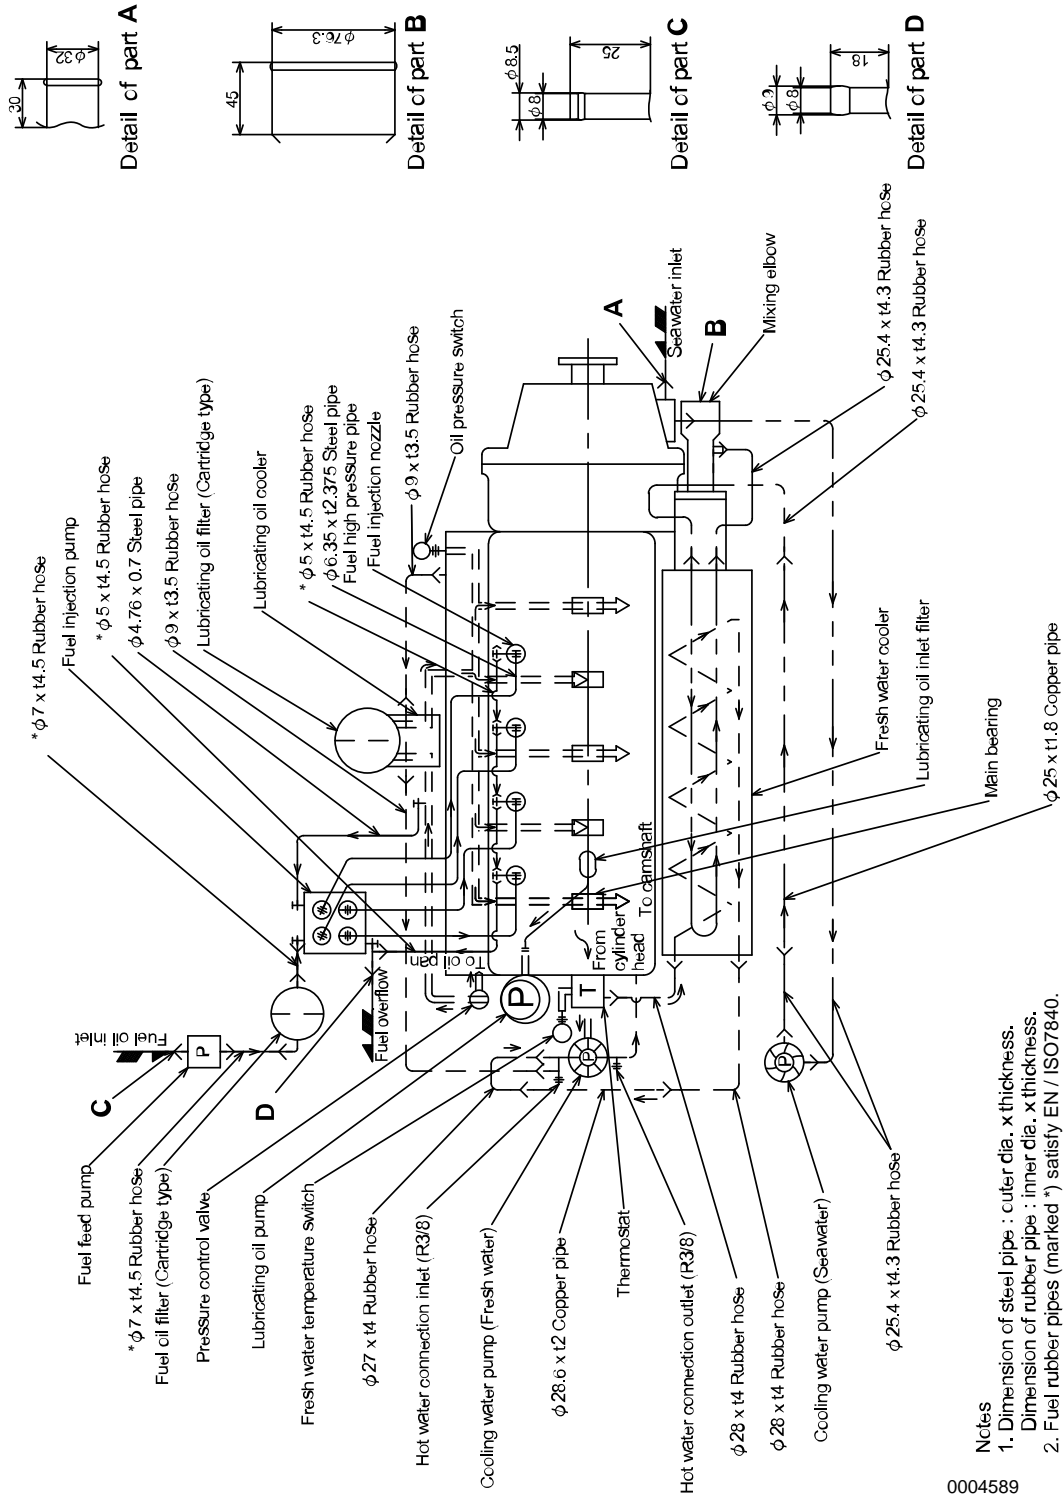 Detail of part A
φ32
30
Detail of part B
φ76.3
45
Detail of part C
φ8.5
φ8
25
Detail of part D
φ9
φ8
18
*φ7 x t4.5 Rubber hose
Fuel injection pump
*φ5 x t4.5 Rubber hose
φ4.76 x 0.7 Steel pipe
φ9 x t3.5 Rubber hose
Lubricating oil filter (Cartridge type)
Lubricating oil cooler
*φ5 x t4.5 Rubber hose
φ6.35 x t2.375 Steel pipe
Fuel high pressure pipe
Fuel injection nozzle
φ9 x t3.5 Rubber hose
Oil pressure switch
A
Seawater inlet
B
Mixing elbow
φ25.4 x t4.3 Rubber hose
φ25.4 x t4.3 Rubber hose
Fresh water cooler
Lubricating oil inlet filter
Main bearing
φ25 x t1.8 Copper pipe
To camshaft
From
cylinder
head
To oil pan
Fuel overflow
Fuel oil inlet
P
P
T
P
P
C
D
Fuel feed pump
*φ7 x t4.5 Rubber hose
Fuel oil filter (Cartridge type)
Pressure control valve
Lubricating oil pump
Fresh water temperature switch
φ27 x t4 Rubber hose
Hot water connection inlet (R3/8)
Cooling water pump (Fresh water)
φ28.6 x t2 Copper pipe
Thermostat
Hot water connection outlet (R3/8)
φ28 x t4 Rubber hose
φ28 x t4 Rubber hose
Cooling water pump (Seawater)
φ25.4 x t4.3 Rubber hose
Notes
1. Dimension of steel pipe : outer dia. x thickness.
Dimension of rubber pipe : inner dia. x thickness.
2. Fuel rubber pipes (marked *) satisfy EN / ISO7840.
0004589